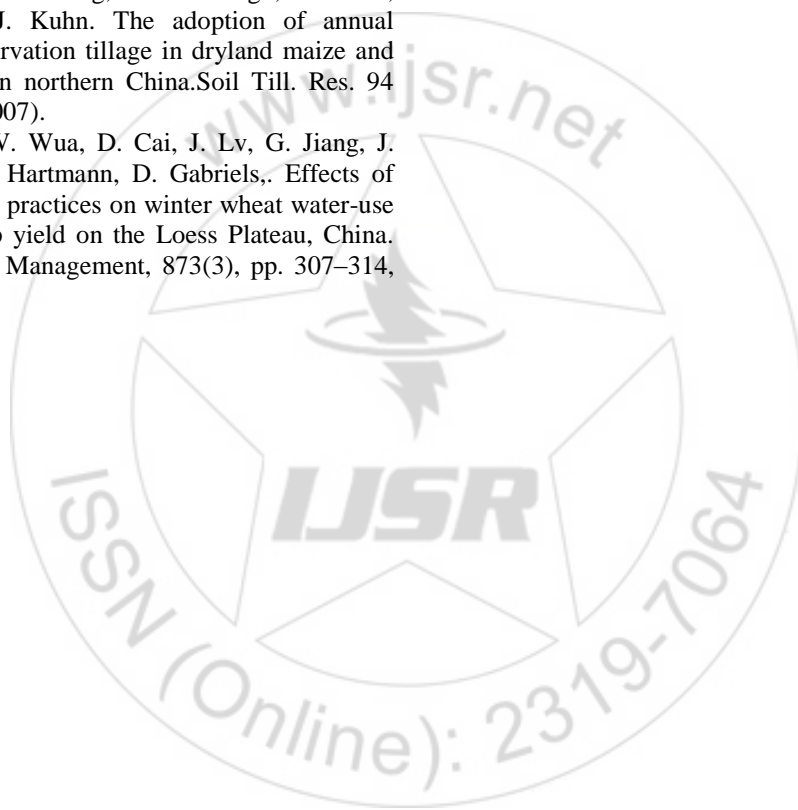 J. Kuhn. The adoption of annual
rvation tillage in dryland maize and
n northern China.Soil Till. Res. 94
007).
V. Wua, D. Cai, J. Lv, G. Jiang, J.
Hartmann, D. Gabriels,. Effects of
practices on winter wheat water-use
yield on the Loess Plateau, China.
Management, 873(3), pp. 307–314,
www.ijsr.net
IJSR
ISSN (Online): 2319-7064